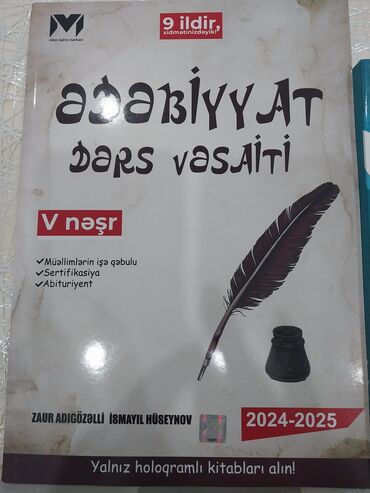 9 ildir,
xidmətinizdəyik!
ƏDƏBİYYAT
DƏRS VƏSAİTİ
V nəşr
Müəllimlərin işə qəbulu
Sertifikasiya
Abituriyent
ZAUR ADIGÖZƏLLİ İSMAYIL HÜSEYNOV
2024-2025
Yalnız holoqramlı kitabları alın!